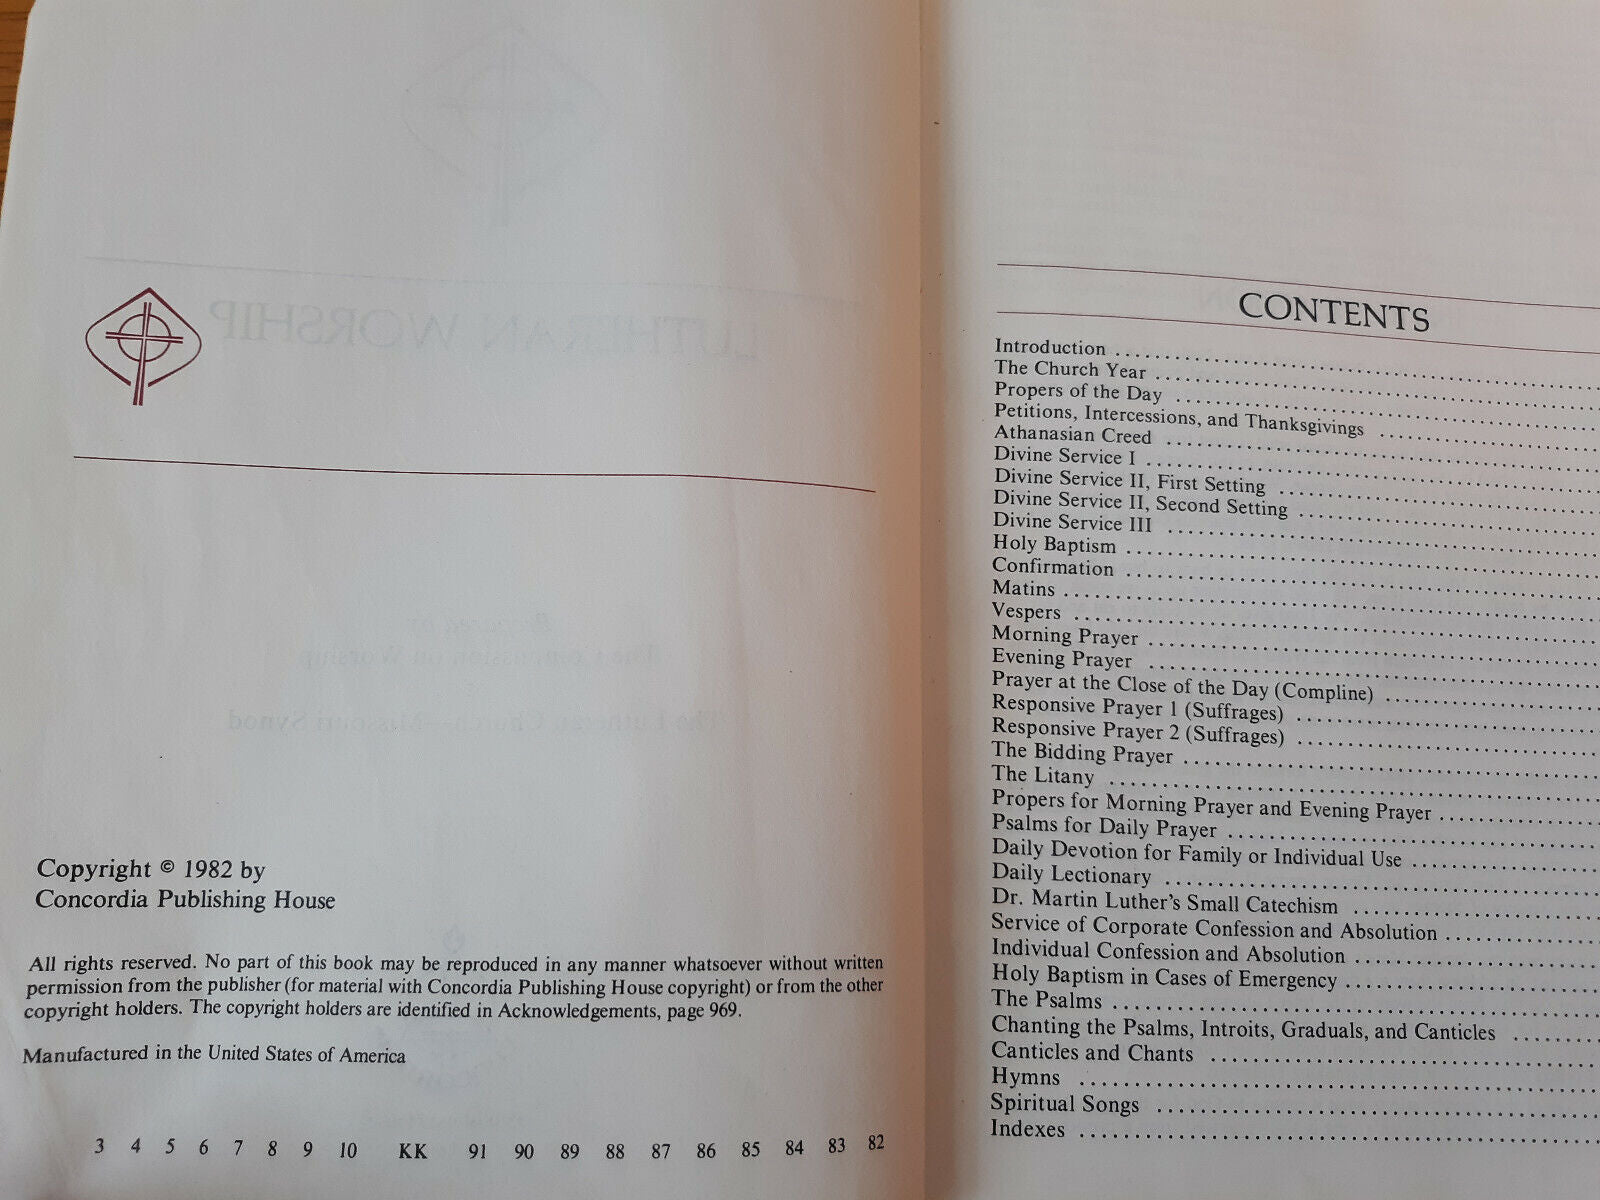 LUTHERAN WORSHIP
Copyright © 1982 by
Concordia Publishing House
All rights reserved. No part of this book may be reproduced in any manner whatsoever without written
permission from the publisher (for material with Concordia Publishing House copyright) or from the other
copyright holders. The copyright holders are identified in Acknowledgements, page 969.
Manufactured in the United States of America
3 4 5 6 7 8 9 10 KK 91 90 89 88 87 86 85 84 83 82
CONTENTS
Introduction
The Church Year
Propers of the Day
Petitions, Intercessions, and Thanksgivings
Athanasian Creed
Divine Service I
Divine Service II, First Setting
Divine Service II, Second Setting
Divine Service III
Holy Baptism
Confirmation
Matins
Vespers
Morning Prayer
Evening Prayer
Prayer at the Close of the Day (Compline)
Responsive Prayer 1 (Suffrages)
Responsive Prayer 2 (Suffrages)
The Bidding Prayer
The Litany
Propers for Morning Prayer and Evening Prayer
Psalms for Daily Prayer
Daily Devotion for Family or Individual Use
Daily Lectionary
Dr. Martin Luther's Small Catechism
Service of Corporate Confession and Absolution
Individual Confession and Absolution
Holy Baptism in Cases of Emergency
The Psalms
Chanting the Psalms, Introits, Graduals, and Canticles
Canticles and Chants
Hymns
Spiritual Songs
Indexes